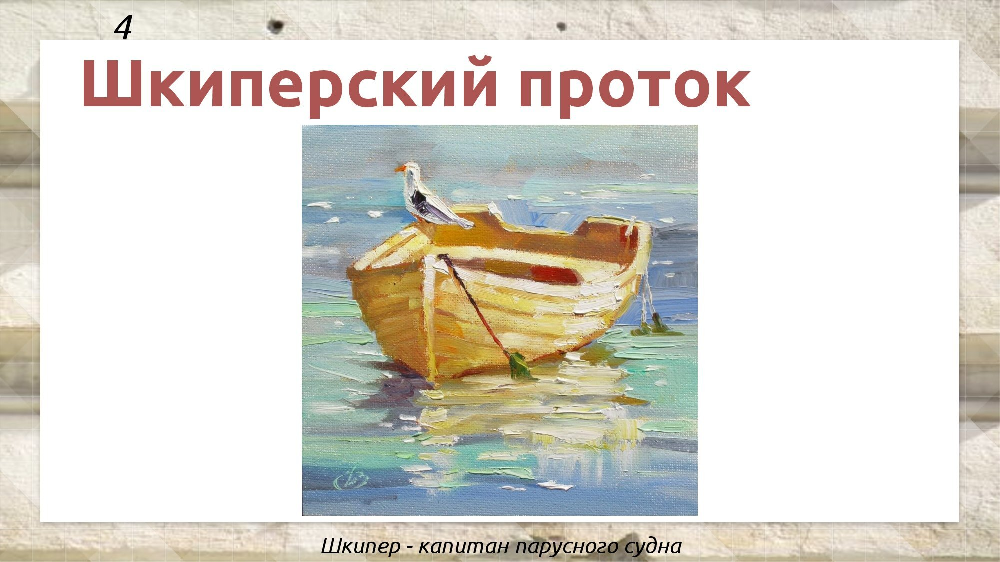 4
Шкиперский проток
Шкипер - капитан парусного судна